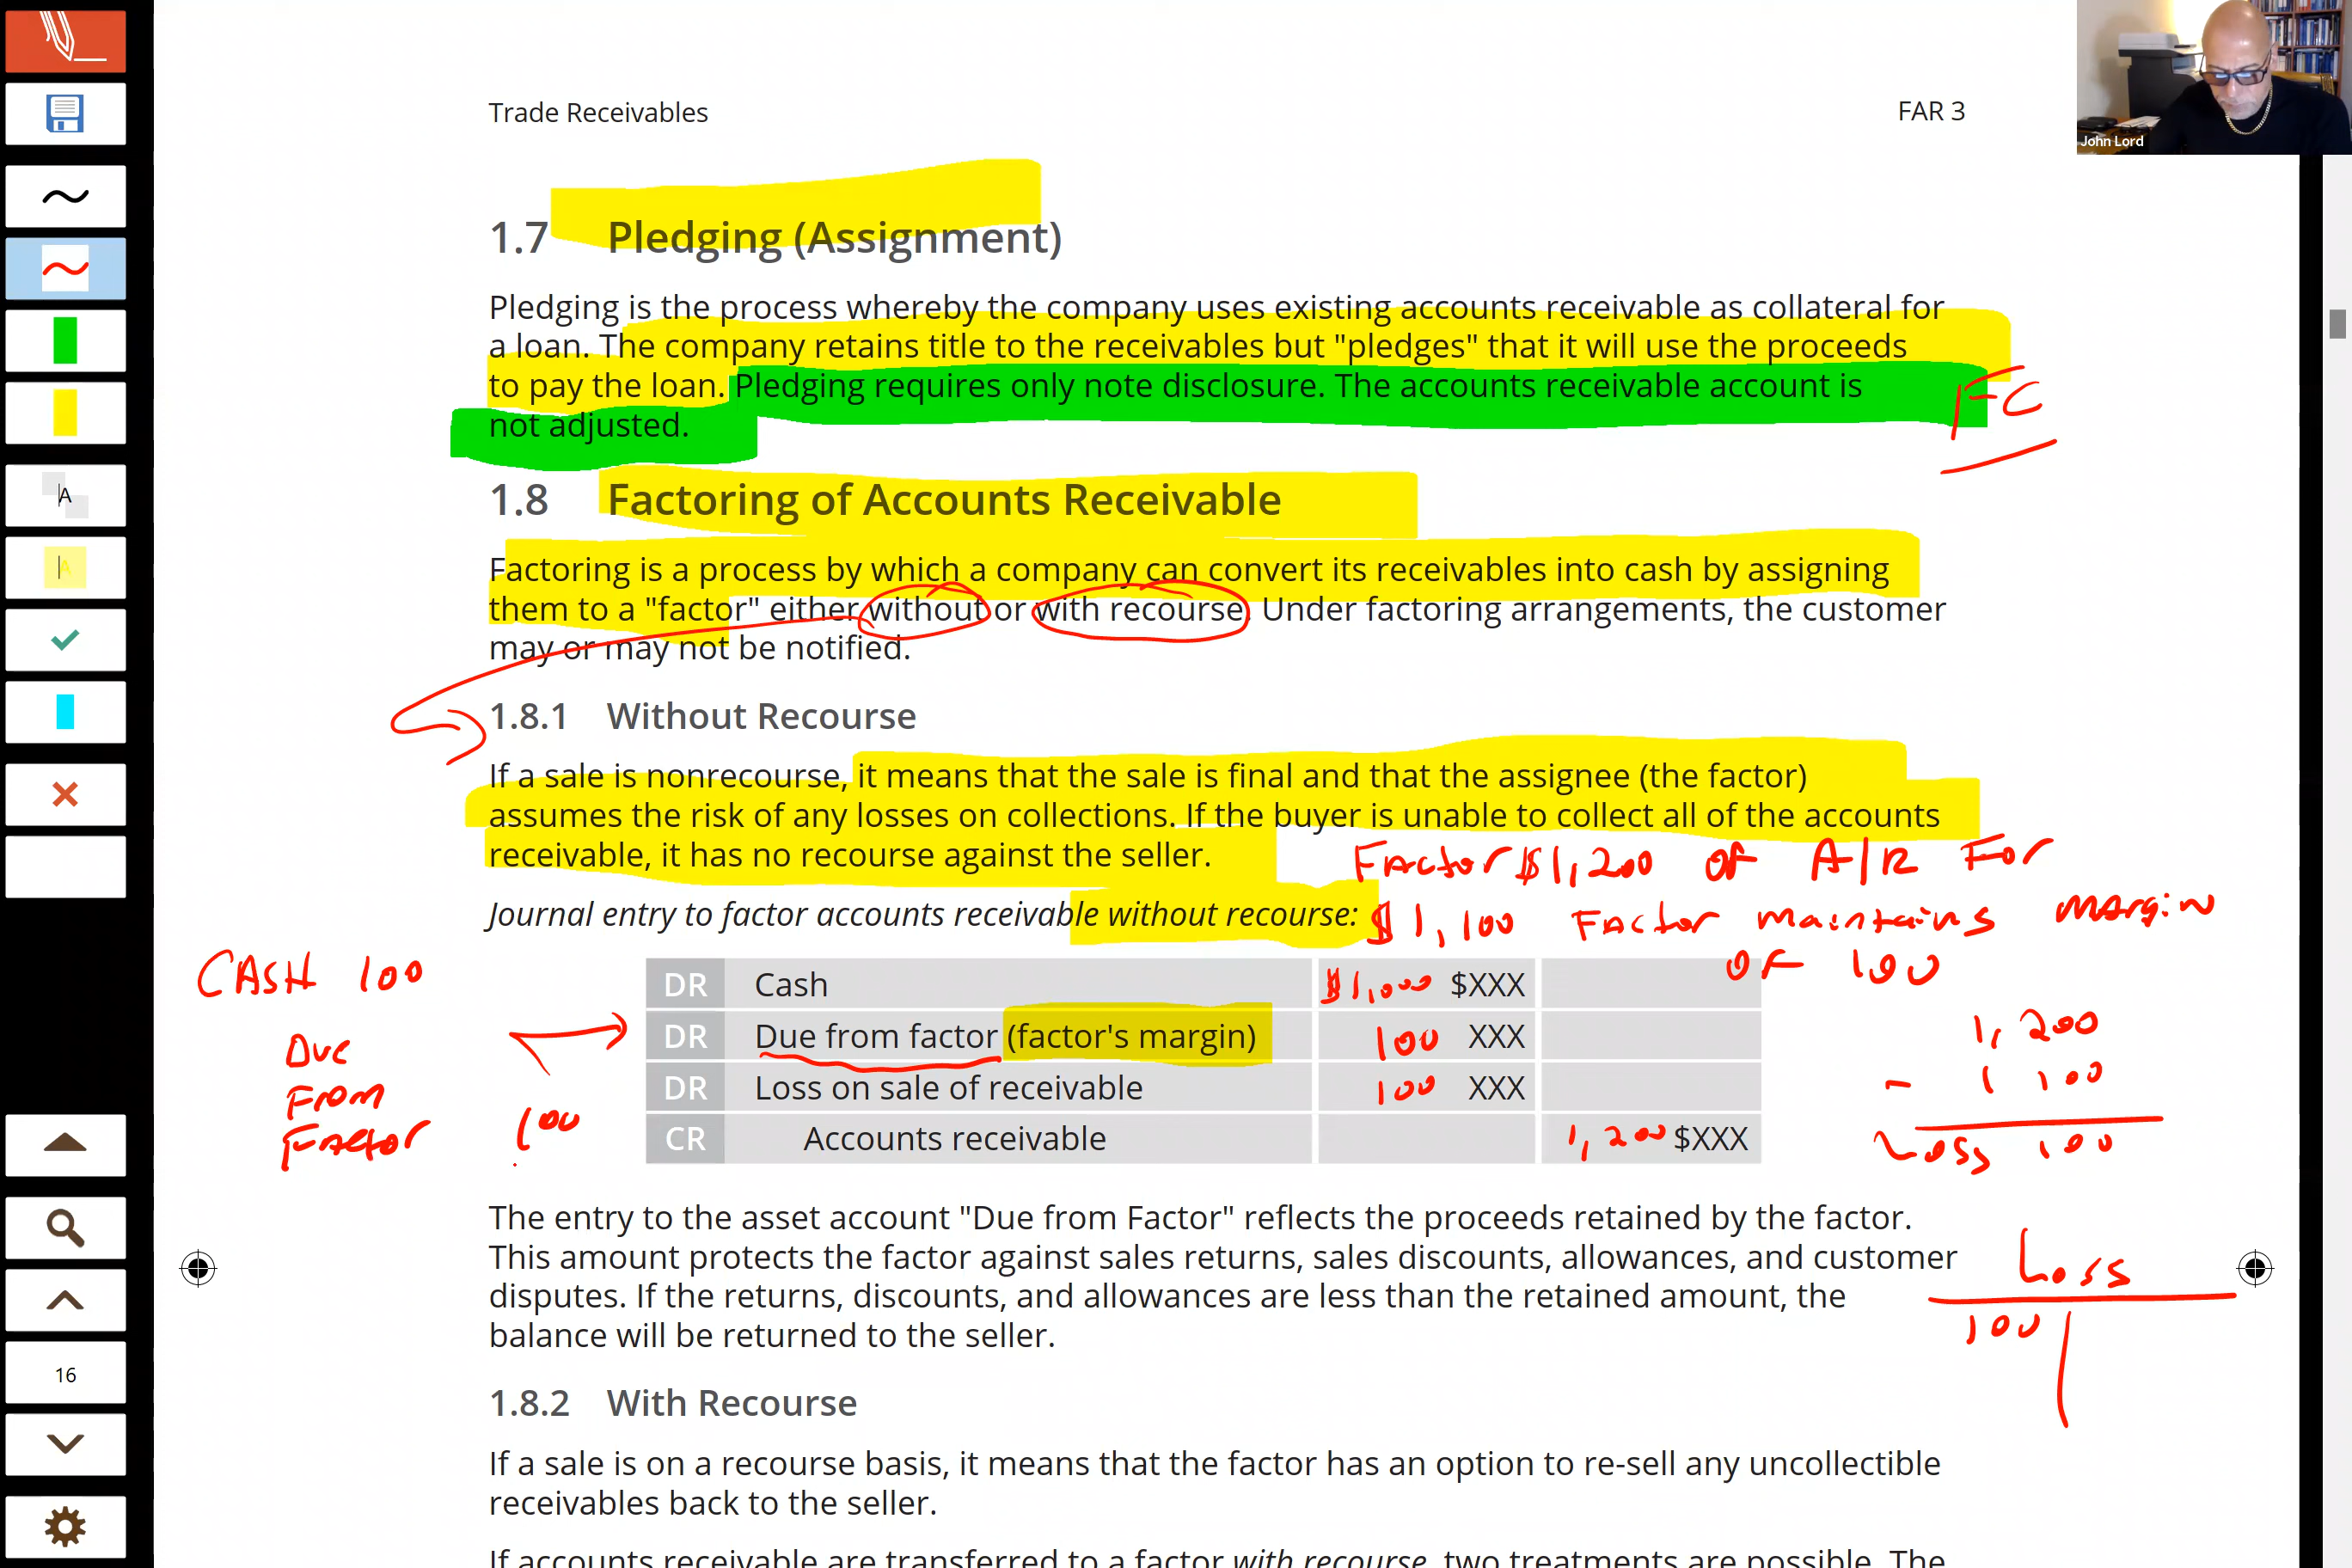 John Lord
Trade Receivables
FAR 3
1.7 Pledging (Assignment)
Pledging is the process whereby the company uses existing accounts receivable as collateral for
a loan. The company retains title to the receivables but "pledges" that it will use the proceeds
to pay the loan. Pledging requires only note disclosure. The accounts receivable account is
not adjusted.
1.8 Factoring of Accounts Receivable
Factoring is a process by which a company can convert its receivables into cash by assigning
them to a "factor" either without or with recourse. Under factoring arrangements, the customer
may or may not be notified.
1.8.1 Without Recourse
If a sale is nonrecourse, it means that the sale is final and that the assignee (the factor)
assumes the risk of any losses on collections. If the buyer is unable to collect all of the accounts
receivable, it has no recourse against the seller.
Factor $1,200 of A/R For
Journal entry to factor accounts receivable without recourse:
$1,100 Factor maintains margin
of 100
CASH 100
DR Cash $1,000 $XXX
DR Due from factor (factor's margin) 100 XXX
DR Loss on sale of receivable 100 XXX
CR Accounts receivable 1,200 $XXX
Due
From
Factor 100
1,200
- 1 100
Loss 100
The entry to the asset account "Due from Factor" reflects the proceeds retained by the factor.
This amount protects the factor against sales returns, sales discounts, allowances, and customer
disputes. If the returns, discounts, and allowances are less than the retained amount, the
balance will be returned to the seller.
Loss
100
1.8.2 With Recourse
If a sale is on a recourse basis, it means that the factor has an option to re-sell any uncollectible
receivables back to the seller.
If accounts receivable are transferred to a factor with recourse, two treatments are possible. The
A
A
16